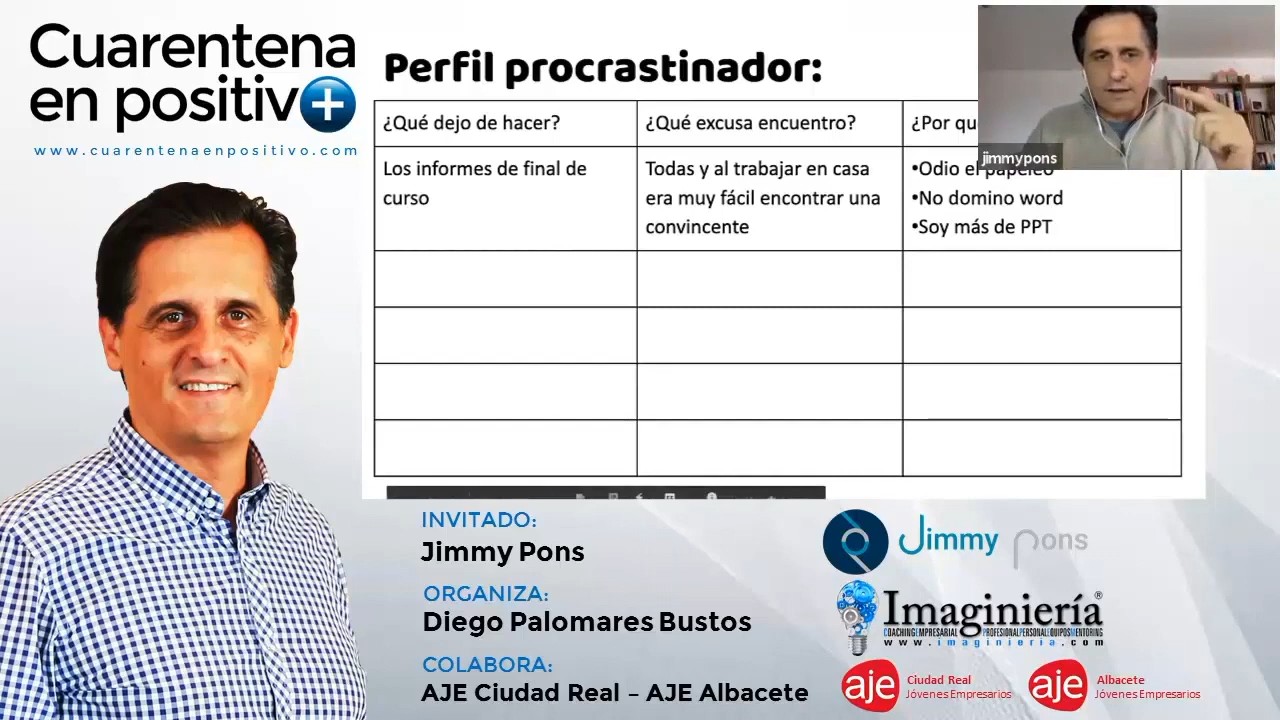 Cuarentena
en positivo+
www.cuarentenaenpositivo.com
Perfil procrastinador:
¿Qué dejo de hacer?
¿Qué excusa encuentro?
¿Por qu
Los informes de final de
curso
Todas y al trabajar en casa
era muy fácil encontrar una
convincente
•Odio el papeleo
•No domino word
•Soy más de PPT
jimmypons
INVITADO:
Jimmy Pons
ORGANIZA:
Diego Palomares Bustos
COLABORA:
AJE Ciudad Real – AJE Albacete
Jimmy Pons
Imaginiería®
COACHINGEMPRESARIALPROFESIONALPERSONALEQUIPOSMENTORING
www.imaginieria.com
aje Ciudad Real
Jóvenes Empresarios
aje Albacete
Jóvenes Empresarios